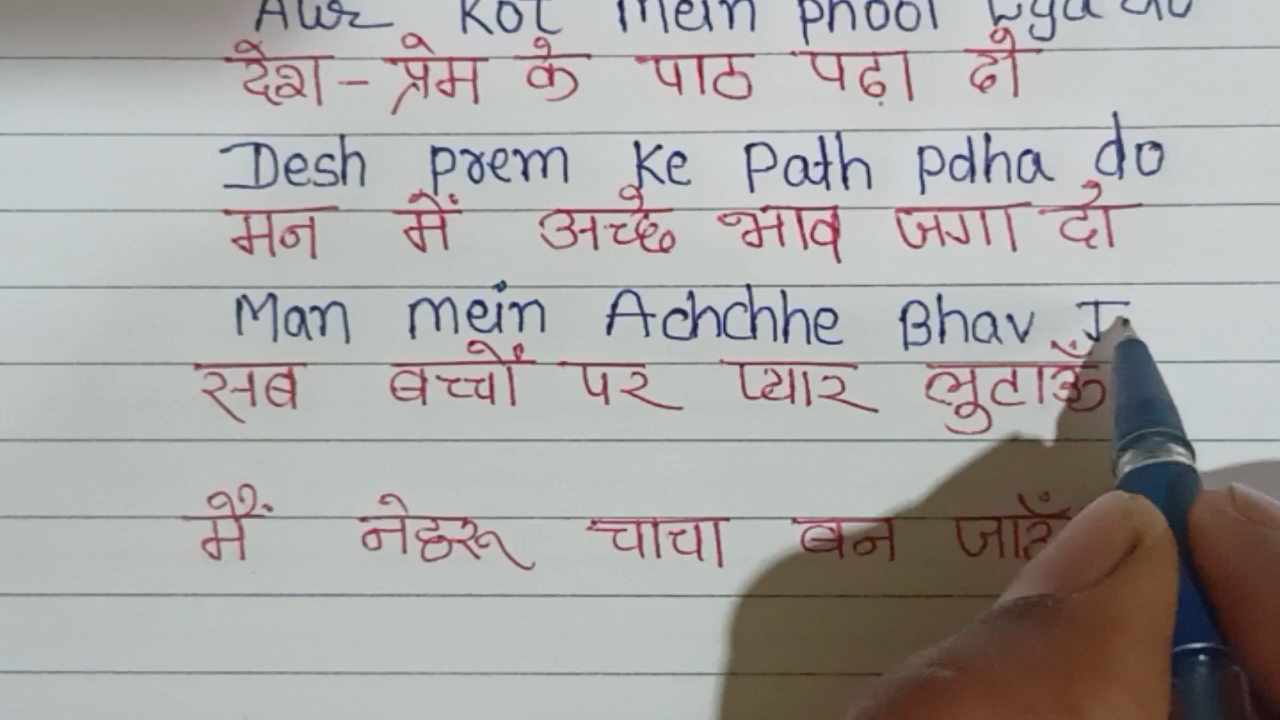 Aur Kot mein phool
देश - प्रेम के पाठ पढ़ा दो
Desh prem ke Path Pdha do
मन में अच्छे भाव जगा दो
Man mein Achchhe Bhav J
सब बच्चों पर प्यार लुटाऊँ
मैं नेहरू चाचा बन